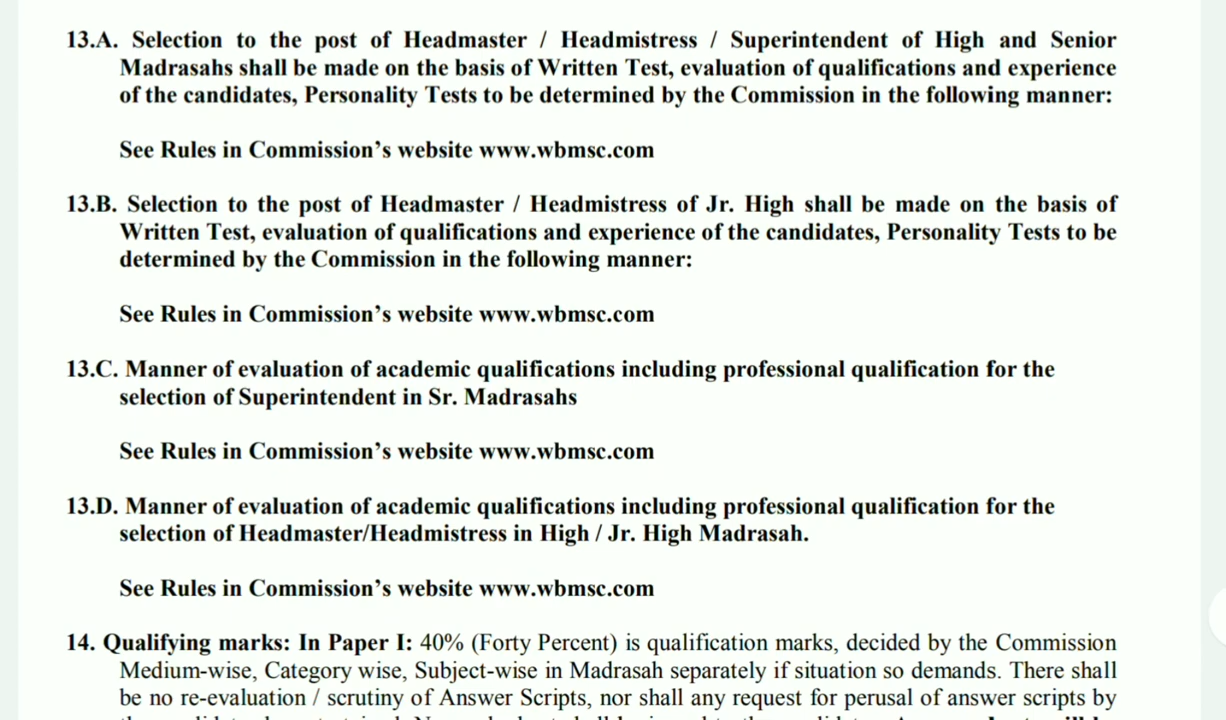 13.A. Selection to the post of Headmaster / Headmistress / Superintendent of High and Senior
Madrasahs shall be made on the basis of Written Test, evaluation of qualifications and experience
of the candidates, Personality Tests to be determined by the Commission in the following manner:
See Rules in Commission’s website www.wbmsc.com
13.B. Selection to the post of Headmaster / Headmistress of Jr. High shall be made on the basis of
Written Test, evaluation of qualifications and experience of the candidates, Personality Tests to be
determined by the Commission in the following manner:
See Rules in Commission’s website www.wbmsc.com
13.C. Manner of evaluation of academic qualifications including professional qualification for the
selection of Superintendent in Sr. Madrasahs
See Rules in Commission’s website www.wbmsc.com
13.D. Manner of evaluation of academic qualifications including professional qualification for the
selection of Headmaster/Headmistress in High / Jr. High Madrasah.
See Rules in Commission’s website www.wbmsc.com
14. Qualifying marks: In Paper I: 40% (Forty Percent) is qualification marks, decided by the Commission
Medium-wise, Category wise, Subject-wise in Madrasah separately if situation so demands. There shall
be no re-evaluation / scrutiny of Answer Scripts, nor shall any request for perusal of answer scripts by